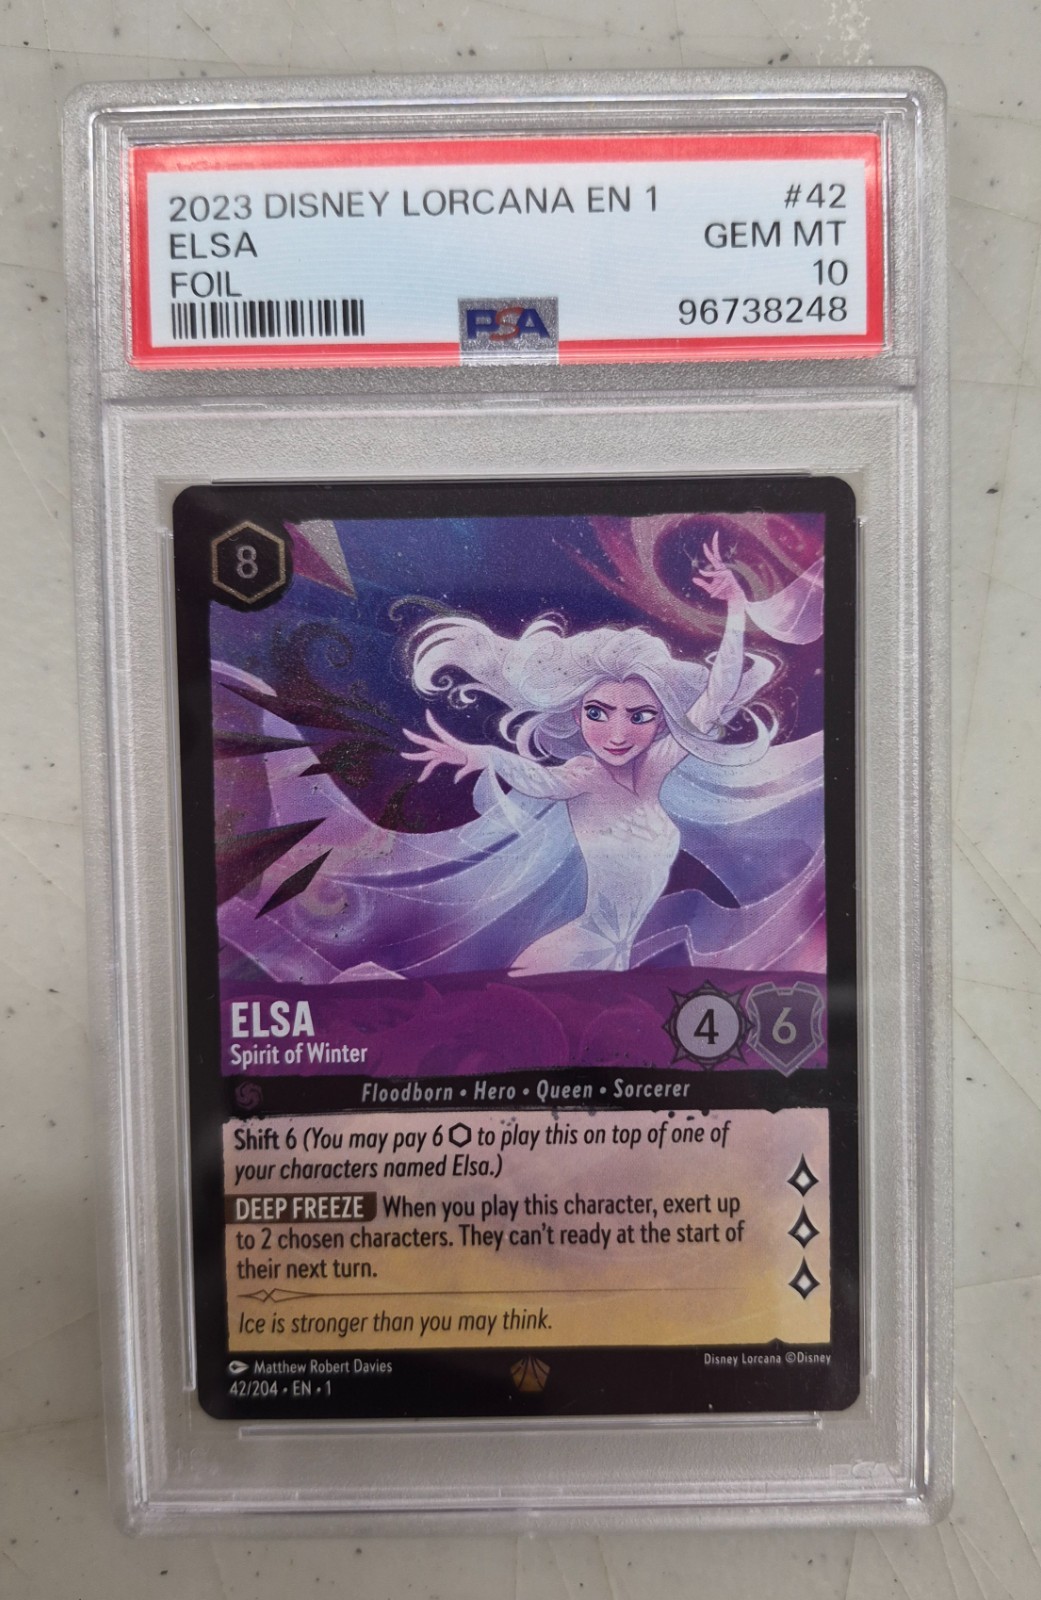 2023 DISNEY LORCANA EN 1 #42
ELSA GEM MT
FOIL 10
96738248
PSA
8
ELSA
Spirit of Winter
4 6
Floodborn • Hero • Queen • Sorcerer
Shift 6 (You may pay 6 ⬡ to play this on top of one of
your characters named Elsa.)
DEEP FREEZE When you play this character, exert up
to 2 chosen characters. They can't ready at the start of
their next turn.
Ice is stronger than you may think.
Matthew Robert Davies
Disney Lorcana ©Disney
42/204 • EN • 1
PSA